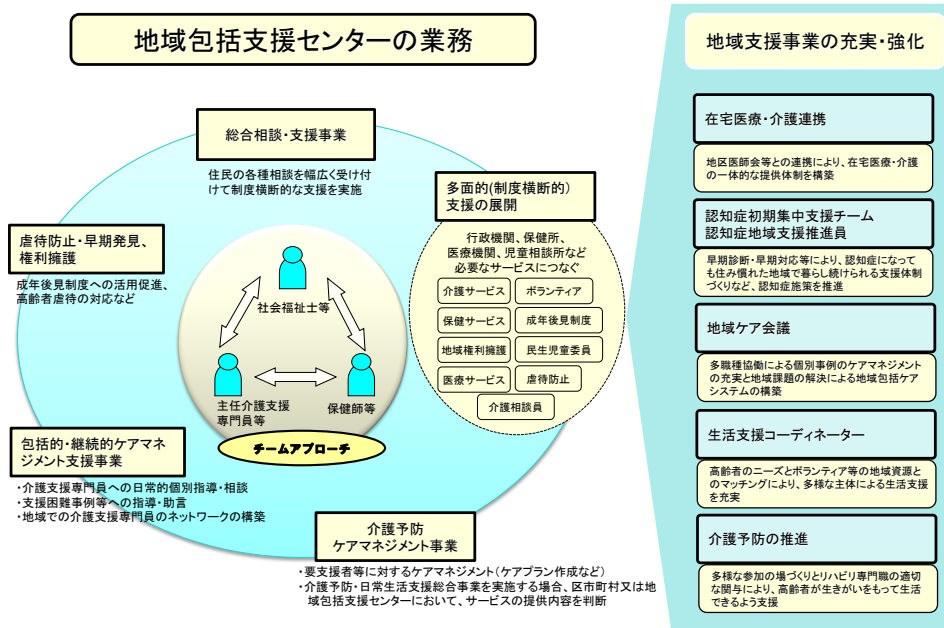 地域包括支援センターの業務
総合相談・支援事業
住民の各種相談を幅広く受け付
けて制度横断的な支援を実施
虐待防止・早期発見、
権利擁護
成年後見制度への活用促進、
高齢者虐待の対応など
多面的(制度横断的)
支援の展開
行政機関、保健所、
医療機関、児童相談所など
必要なサービスにつなぐ
介護サービス
ボランティア
保健サービス
成年後見制度
地域権利擁護
民生児童委員
医療サービス
虐待防止
介護相談員
社会福祉士等
主任介護支援
専門員等
保健師等
チームアプローチ
包括的・継続的ケアマネ
ジメント支援事業
・介護支援専門員への日常的個別指導・相談
・支援困難事例等への指導・助言
・地域での介護支援専門員のネットワークの構築
介護予防
ケアマネジメント事業
・要支援者等に対するケアマネジメント(ケアプラン作成など)
・介護予防・日常生活支援総合事業を実施する場合、区市町村又は地
域包括支援センターにおいて、サービスの提供内容を判断
地域支援事業の充実・強化
在宅医療・介護連携
地区医師会等との連携により、在宅医療・介護
の一体的な提供体制を構築
認知症初期集中支援チーム
認知症地域支援推進員
早期診断・早期対応等により、認知症になって
も住み慣れた地域で暮らし続けられる支援体制
づくりなど、認知症施策を推進
地域ケア会議
多職種協働による個別事例のケアマネジメント
の充実と地域課題の解決による地域包括ケア
システムの構築
生活支援コーディネーター
高齢者のニーズとボランティア等の地域資源と
のマッチングにより、多様な主体による生活支援
を充実
介護予防の推進
多様な参加の場づくりとリハビリ専門職の適切
な関与により、高齢者が生きがいをもって生活
できるよう支援